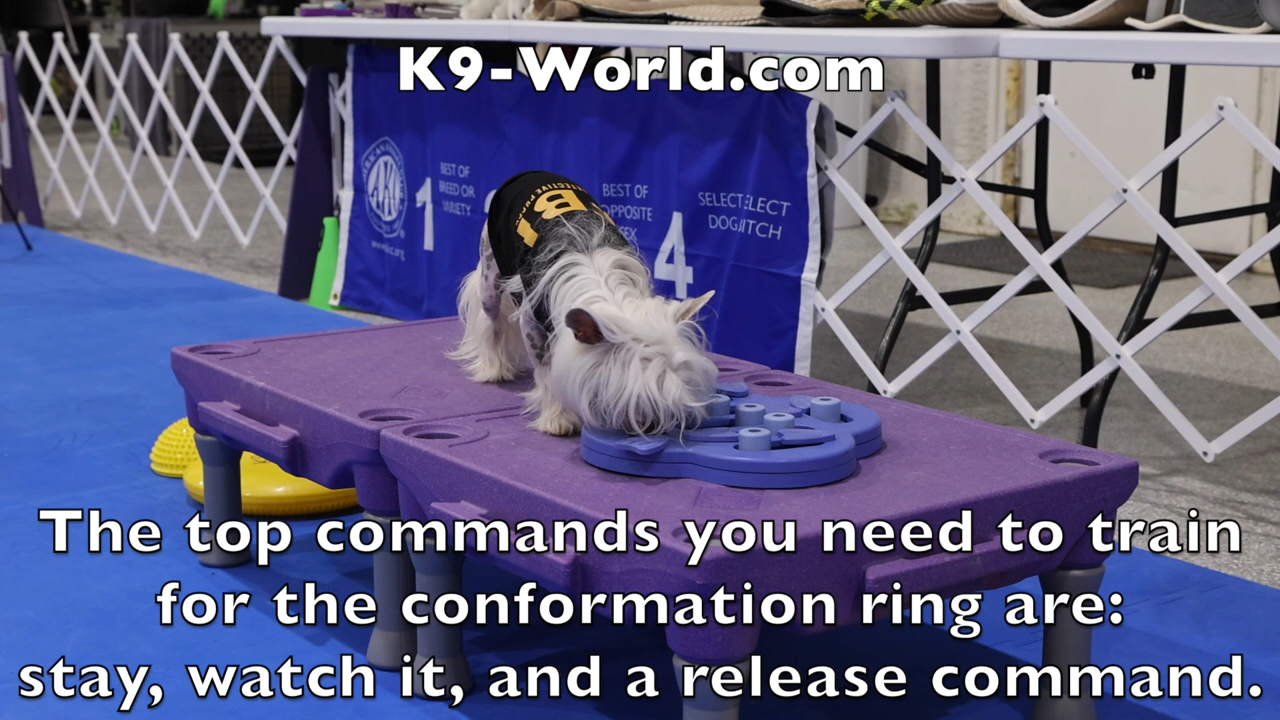 K9-World.com
AKC
1
BEST OF
BREED OR
VARIETY
BEST OF
OPPOSITE
SEX
4
SELECT
DOG
The top commands you need to train
for the conformation ring are:
stay, watch it, and a release command.